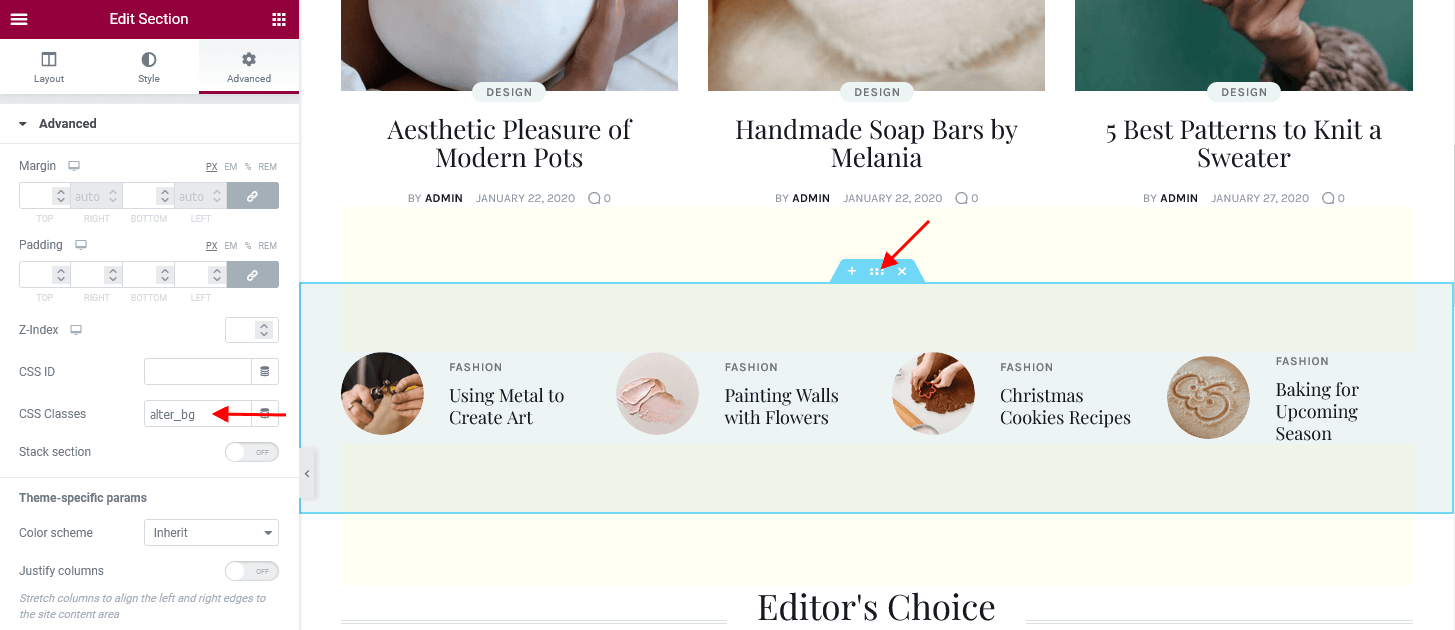 Edit Section
Layout
Style
Advanced
Advanced
Margin
PX EM % REM
auto auto
TOP RIGHT BOTTOM LEFT
Padding
PX EM % REM
TOP RIGHT BOTTOM LEFT
Z-Index
CSS ID
CSS Classes
alter_bg
Stack section
OFF
Theme-specific params
Color scheme
Inherit
Justify columns
OFF
Stretch columns to align the left and right edges to
the site content area
DESIGN
Aesthetic Pleasure of
Modern Pots
BY ADMIN JANUARY 22, 2020 0
DESIGN
Handmade Soap Bars by
Melania
BY ADMIN JANUARY 22, 2020 0
DESIGN
5 Best Patterns to Knit a
Sweater
BY ADMIN JANUARY 27, 2020 0
FASHION
Using Metal to
Create Art
FASHION
Painting Walls
with Flowers
FASHION
Christmas
Cookies Recipes
FASHION
Baking for
Upcoming
Season
Editor's Choice